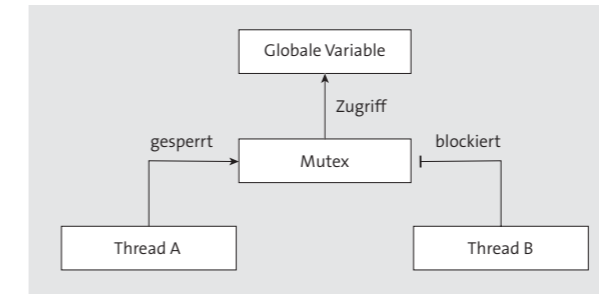 Globale Variable
Zugriff
gesperrt
Mutex
blockiert
Thread A
Thread B